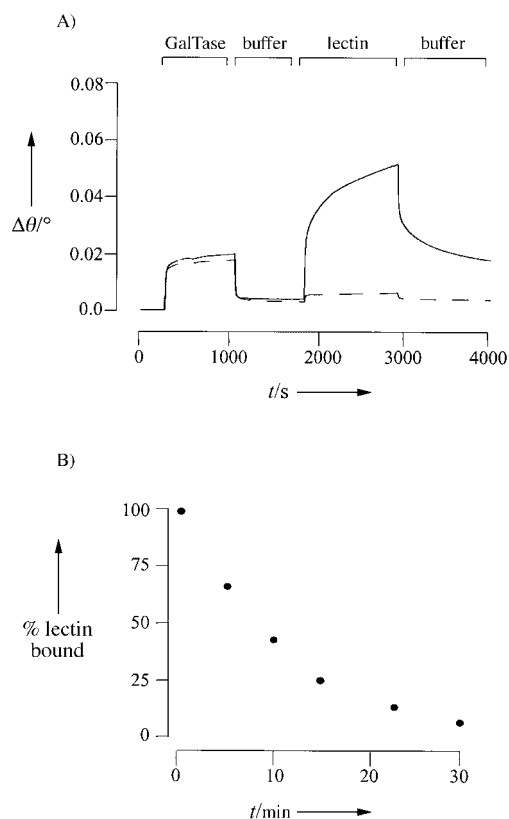 A)
GalTase buffer lectin buffer
0.08
0.06
0.04
Δθ/°
0.02
0.0
0 1000 2000 3000 4000
t/s
B)
100
75
50
% lectin
bound
25
0
0 10 20 30
t/min